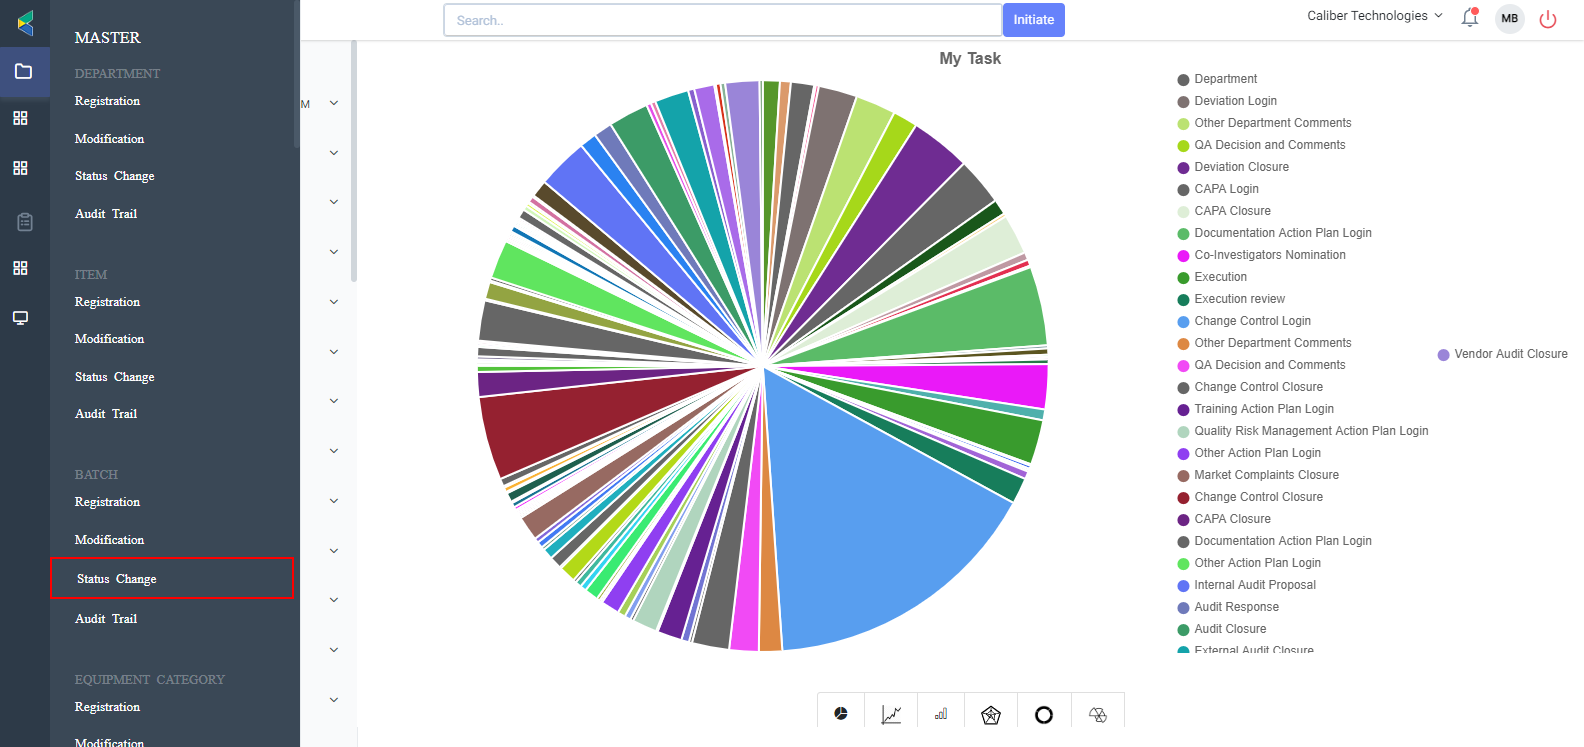 MASTER
DEPARTMENT
Registration
Modification
Status Change
Audit Trail
ITEM
Registration
Modification
Status Change
Audit Trail
BATCH
Registration
Modification
Status Change
Audit Trail
EQUIPMENT CATEGORY
Registration
Modification
M
Search..
Initiate
Caliber Technologies
MB
My Task
Department
Deviation Login
Other Department Comments
QA Decision and Comments
Deviation Closure
CAPA Login
CAPA Closure
Documentation Action Plan Login
Co-Investigators Nomination
Execution
Execution review
Change Control Login
Other Department Comments
QA Decision and Comments
Change Control Closure
Training Action Plan Login
Quality Risk Management Action Plan Login
Other Action Plan Login
Market Complaints Closure
Change Control Closure
CAPA Closure
Documentation Action Plan Login
Other Action Plan Login
Internal Audit Proposal
Audit Response
Audit Closure
External Audit Closure
Vendor Audit Closure